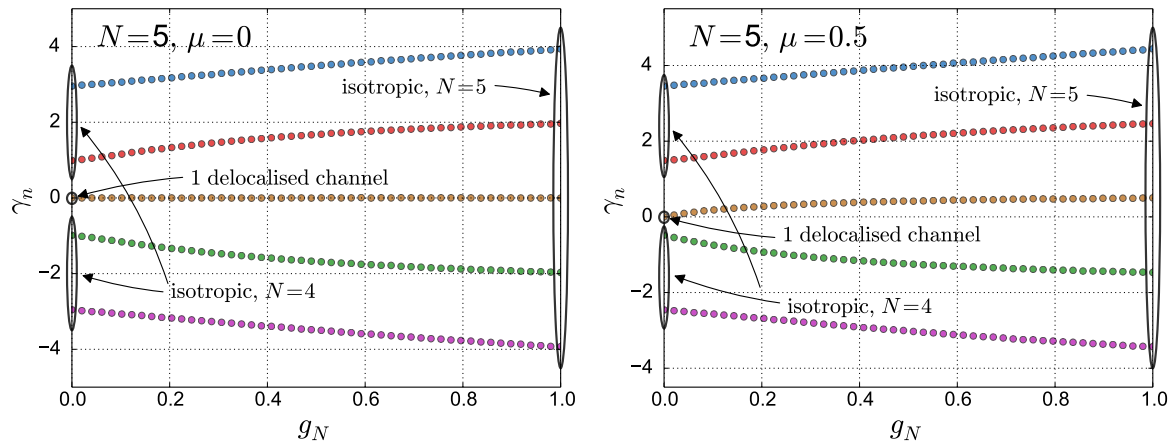 N=5, μ=0
isotropic, N=5
1 delocalised channel
isotropic, N=4
γₙ
4
2
0
−2
−4
0.0 0.2 0.4 0.6 0.8 1.0
g_N
N=5, μ=0.5
isotropic, N=5
1 delocalised channel
isotropic, N=4
γₙ
4
2
0
−2
−4
0.0 0.2 0.4 0.6 0.8 1.0
g_N